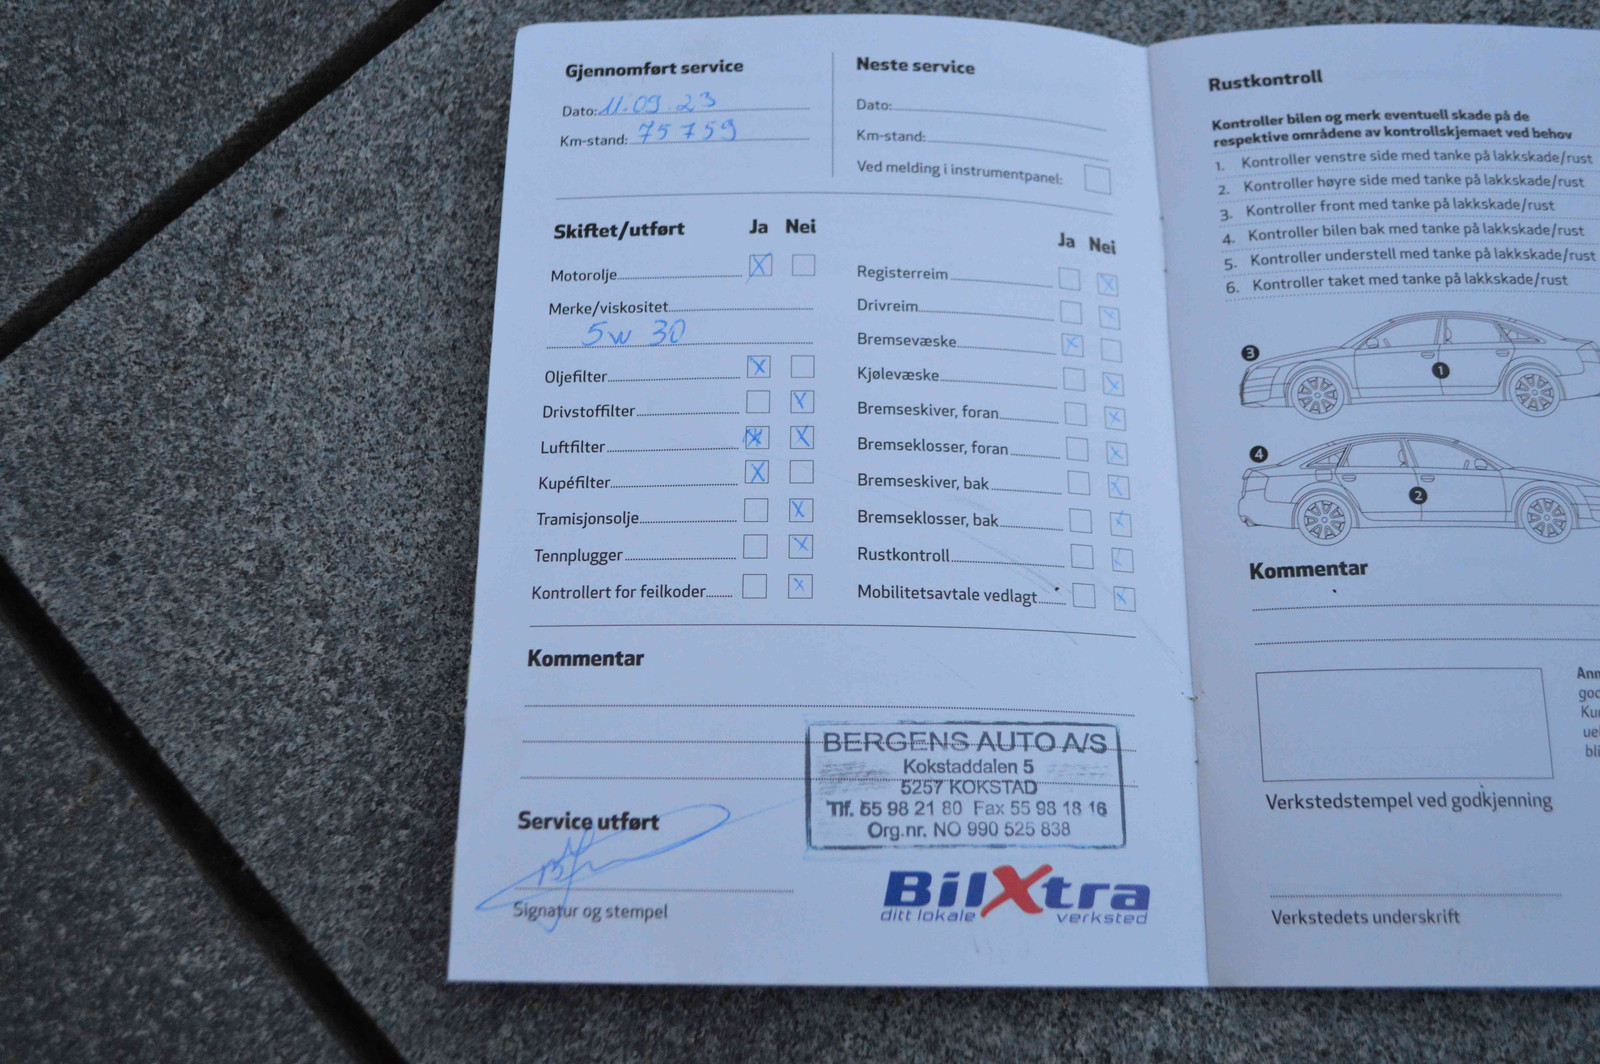 Gjennomført service
Dato: 11.09.23
Km-stand: 75759
Neste service
Dato:
Km-stand:
Ved melding i instrumentpanel:
Skiftet/utført Ja Nei
Motorolje X
Merke/viskositet
5w 30
Oljefilter X
Drivstoffilter X
Luftfilter X X
Kupéfilter X
Tramisjonsolje X
Tennplugger X
Kontrollert for feilkoder X
Ja Nei
Registerreim X
Drivreim X
Bremsevæske X
Kjølevæske X
Bremseskiver, foran X
Bremseklosser, foran X
Bremseskiver, bak X
Bremseklosser, bak X
Rustkontroll X
Mobilitetsavtale vedlagt X
Kommentar
BERGENS AUTO A/S
Kokstaddalen 5
5257 KOKSTAD
Tlf. 55 98 21 80 Fax 55 98 18 16
Org.nr. NO 990 525 838
Service utført
Signatur og stempel
BilXtra
ditt lokale verksted
Rustkontroll
Kontroller bilen og merk eventuell skade på de
respektive områdene av kontrollskjemaet ved behov
1. Kontroller venstre side med tanke på lakkskade/rust
2. Kontroller høyre side med tanke på lakkskade/rust
3. Kontroller front med tanke på lakkskade/rust
4. Kontroller bilen bak med tanke på lakkskade/rust
5. Kontroller understell med tanke på lakkskade/rust
6. Kontroller taket med tanke på lakkskade/rust
3
1
4
2
Kommentar
Verkstedstempel ved godkjenning
Verkstedets underskrift